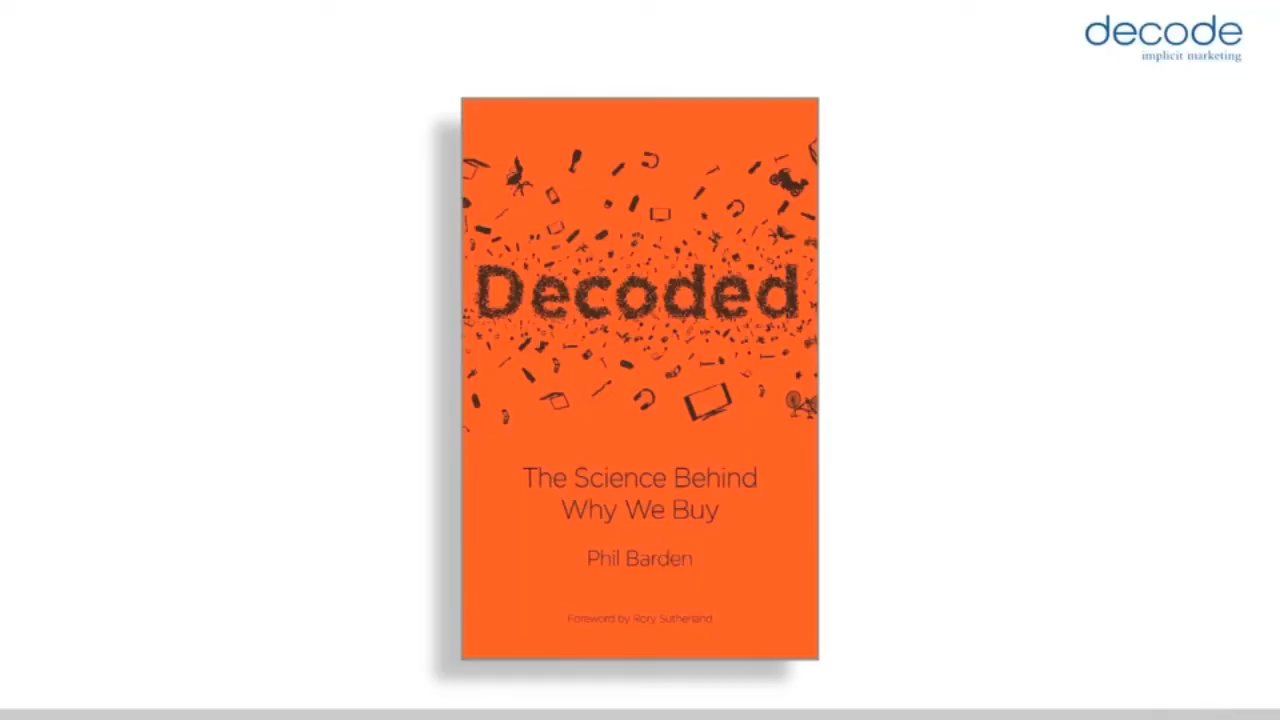 decode
implicit marketing
Decoded
The Science Behind
Why We Buy
Phil Barden
Foreword by Rory Sutherland